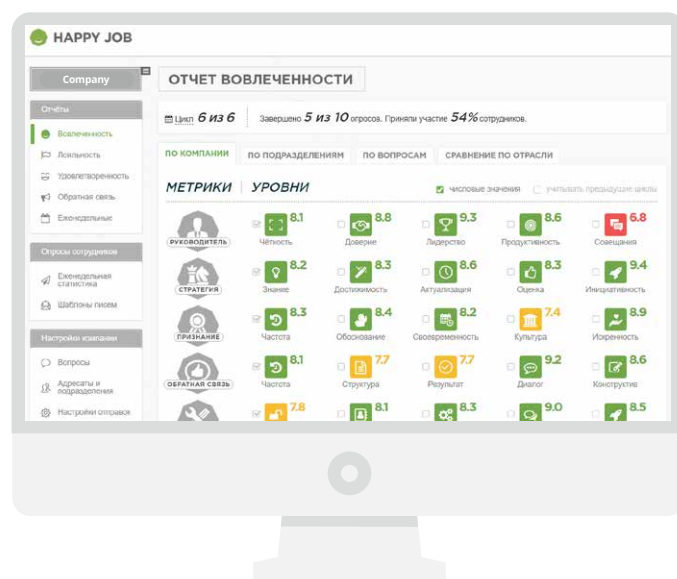 HAPPY JOB
Company
ОТЧЕТ ВОВЛЕЧЕННОСТИ
Отчёты
Вовлеченность
Лояльность
Удовлетворенность
Обратная связь
Еженедельные
Опросы сотрудников
Еженедельная
статистика
Шаблоны писем
Настройки компании
Вопросы
Адресаты и
подразделения
Настройки отправок
Цикл 6 из 6 Завершено 5 из 10 опросов. Приняли участие 54% сотрудников.
ПО КОМПАНИИ ПО ПОДРАЗДЕЛЕНИЯМ ПО ВОПРОСАМ СРАВНЕНИЕ ПО ОТРАСЛИ
МЕТРИКИ УРОВНИ числовые значения учитывать предыдущие циклы
8.1 8.8 9.3 8.6 6.8
РУКОВОДИТЕЛЬ Чёткость Доверие Лидерство Продуктивность Совещания
8.2 8.3 8.6 8.3 9.4
СТРАТЕГИЯ Знание Достижимость Актуализация Оценка Инициативность
8.3 8.4 8.2 7.4 8.9
ПРИЗНАНИЕ Частота Обоснование Своевременность Культура Искренность
8.1 7.7 7.7 9.2 8.6
ОБРАТНАЯ СВЯЗЬ Частота Структура Результат Диалог Конструктив
7.8 8.1 8.3 9.0 8.5